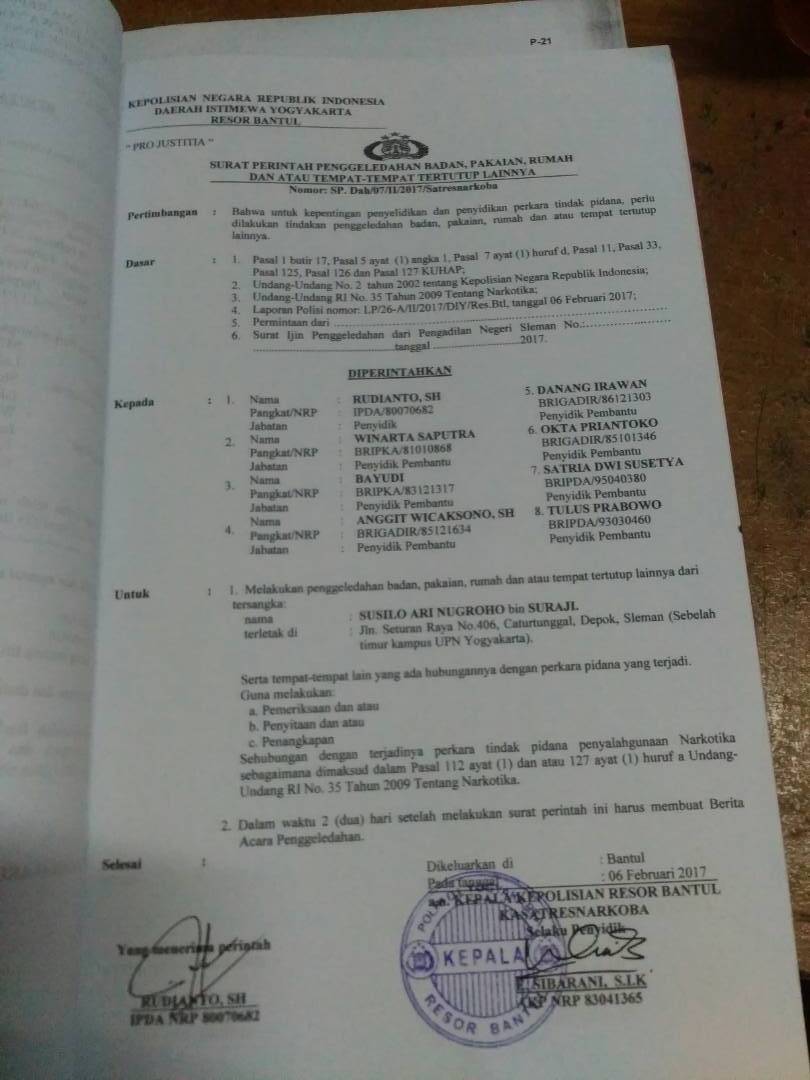 P-21
KEPOLISIAN NEGARA REPUBLIK INDONESIA
DAERAH ISTIMEWA YOGYAKARTA
RESOR BANTUL
"PRO JUSTITIA"
SURAT PERINTAH PENGGELEDAHAN BADAN, PAKAIAN, RUMAH
DAN ATAU TEMPAT-TEMPAT TERTUTUP LAINNYA
Nomor: SP. Dah/07/II/2017/Satresnarkoba
Pertimbangan : Bahwa untuk kepentingan penyelidikan dan penyidikan perkara tindak pidana, perlu
dilakukan tindakan penggeledahan badan, pakaian, rumah dan atau tempat tertutup
lainnya.
Dasar : 1. Pasal 1 butir 17, Pasal 5 ayat (1) angka 1, Pasal 7 ayat (1) huruf d, Pasal 11, Pasal 33,
Pasal 125, Pasal 126 dan Pasal 127 KUHAP;
2. Undang-Undang No. 2 tahun 2002 tentang Kepolisian Negara Republik Indonesia;
3. Undang-Undang RI No. 35 Tahun 2009 Tentang Narkotika;
4. Laporan Polisi nomor: LP/26-A/II/2017/DIY/Res.Btl, tanggal 06 Februari 2017;
5. Permintaan dari ....................
6. Surat Ijin Penggeledahan dari Pengadilan Negeri Sleman No.:....................
....................tanggal ....................2017.
DIPERINTAHKAN
Kepada : 1. Nama : RUDIANTO, SH
Pangkat/NRP : IPDA/80070682
Jabatan : Penyidik
2. Nama : WINARTA SAPUTRA
Pangkat/NRP : BRIPKA/81010868
Jabatan : Penyidik Pembantu
3. Nama : BAYUDI
Pangkat/NRP : BRIPKA/83121317
Jabatan : Penyidik Pembantu
4. Nama : ANGGIT WICAKSONO, SH
Pangkat/NRP : BRIGADIR/85121634
Jabatan : Penyidik Pembantu
5. DANANG IRAWAN
BRIGADIR/86121303
Penyidik Pembantu
6. OKTA PRIANTOKO
BRIGADIR/85101346
Penyidik Pembantu
7. SATRIA DWI SUSETYA
BRIPDA/95040380
Penyidik Pembantu
8. TULUS PRABOWO
BRIPDA/93030460
Penyidik Pembantu
Untuk : 1. Melakukan penggeledahan badan, pakaian, rumah dan atau tempat tertutup lainnya dari
tersangka:
nama : SUSILO ARI NUGROHO bin SURAJI.
terletak di : Jln. Seturan Raya No.406, Caturtunggal, Depok, Sleman (Sebelah
timur kampus UPN Yogyakarta).
Serta tempat-tempat lain yang ada hubungannya dengan perkara pidana yang terjadi.
Guna melakukan:
a. Pemeriksaan dan atau
b. Penyitaan dan atau
c. Penangkapan
Sehubungan dengan terjadinya perkara tindak pidana penyalahgunaan Narkotika
sebagaimana dimaksud dalam Pasal 112 ayat (1) dan atau 127 ayat (1) huruf a Undang-
Undang RI No. 35 Tahun 2009 Tentang Narkotika.
2. Dalam waktu 2 (dua) hari setelah melakukan surat perintah ini harus membuat Berita
Acara Penggeledahan.
Selesai :
Dikeluarkan di : Bantul
Pada tanggal : 06 Februari 2017
a.n. KEPALA KEPOLISIAN RESOR BANTUL
KASATRESNARKOBA
Selaku Penyidik
KEPALA
RESOR BANTUL
SIBARANI, S.I.K
AKP NRP 83041365
Yang menerima perintah
RUDIANTO, SH
IPDA NRP 80070682